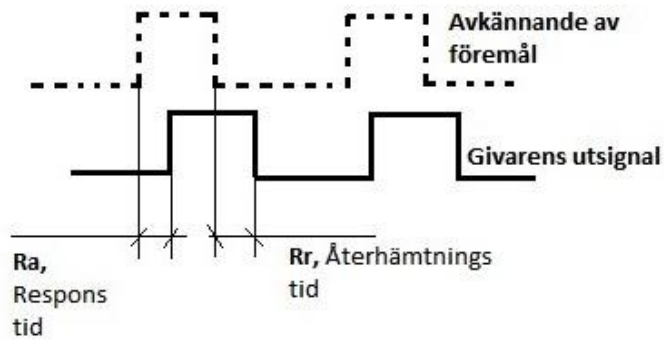 Avkännande av
föremål
Givarens utsignal
Ra,
Respons
tid
Rr, Återhämtnings
tid